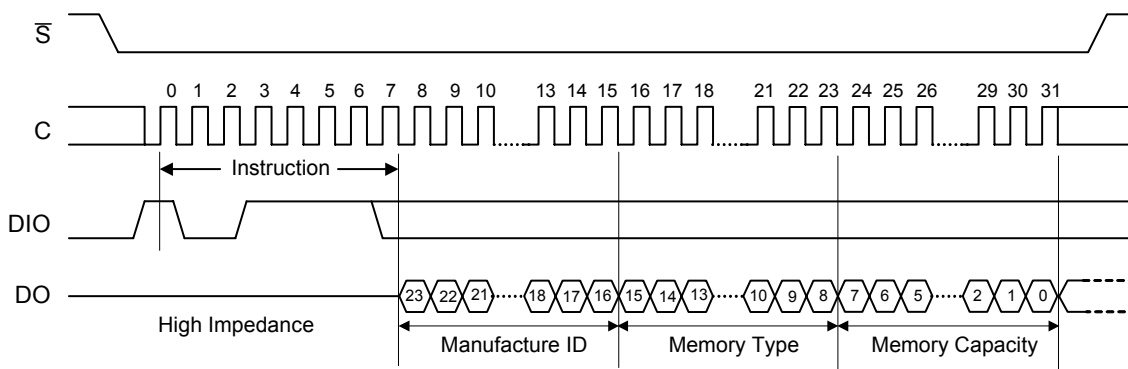 S
0 1 2 3 4 5 6 7 8 9 10 13 14 15 16 17 18 21 22 23 24 25 26 29 30 31
C
Instruction
DIO
DO
23 22 21 18 17 16 15 14 13 10 9 8 7 6 5 2 1 0
High Impedance
Manufacture ID Memory Type Memory Capacity